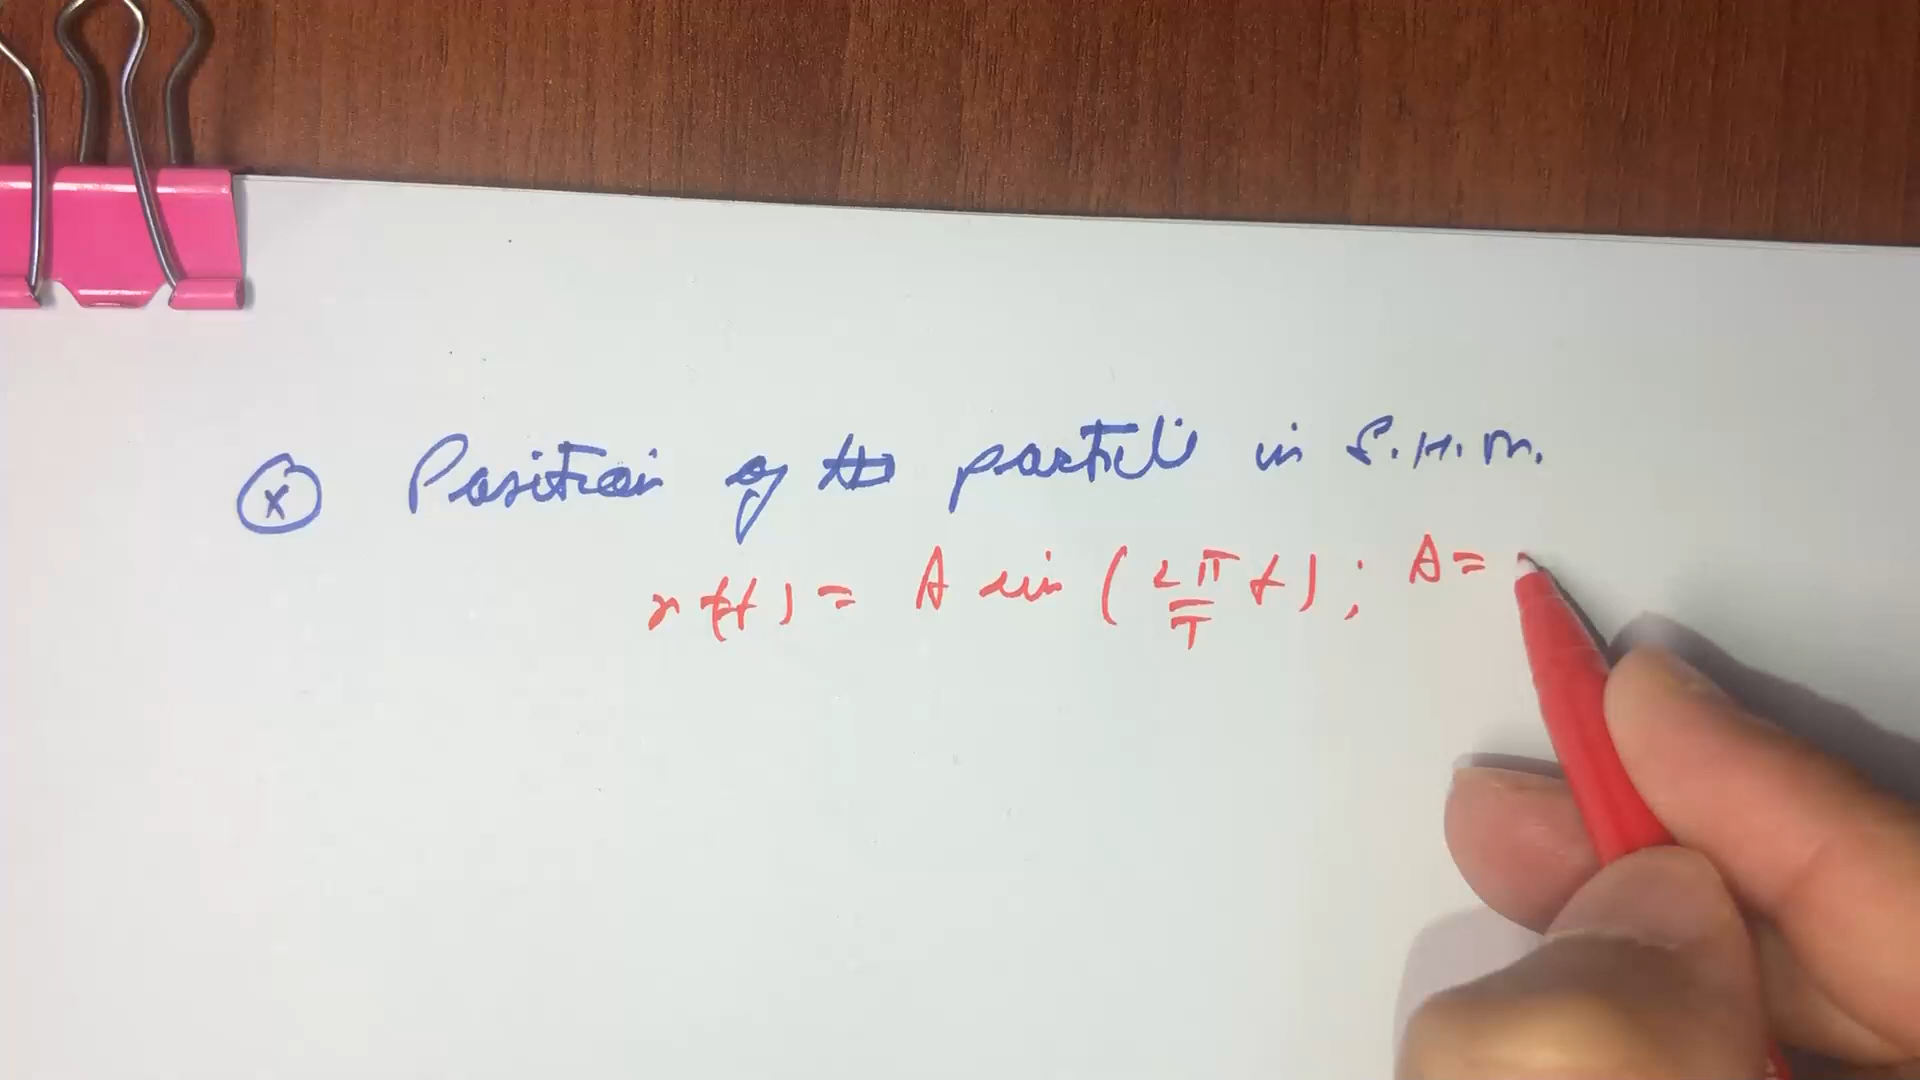 ⓧ Position of the particle in S.H.M.
x(t) = A sin (2π/T t) ; A =